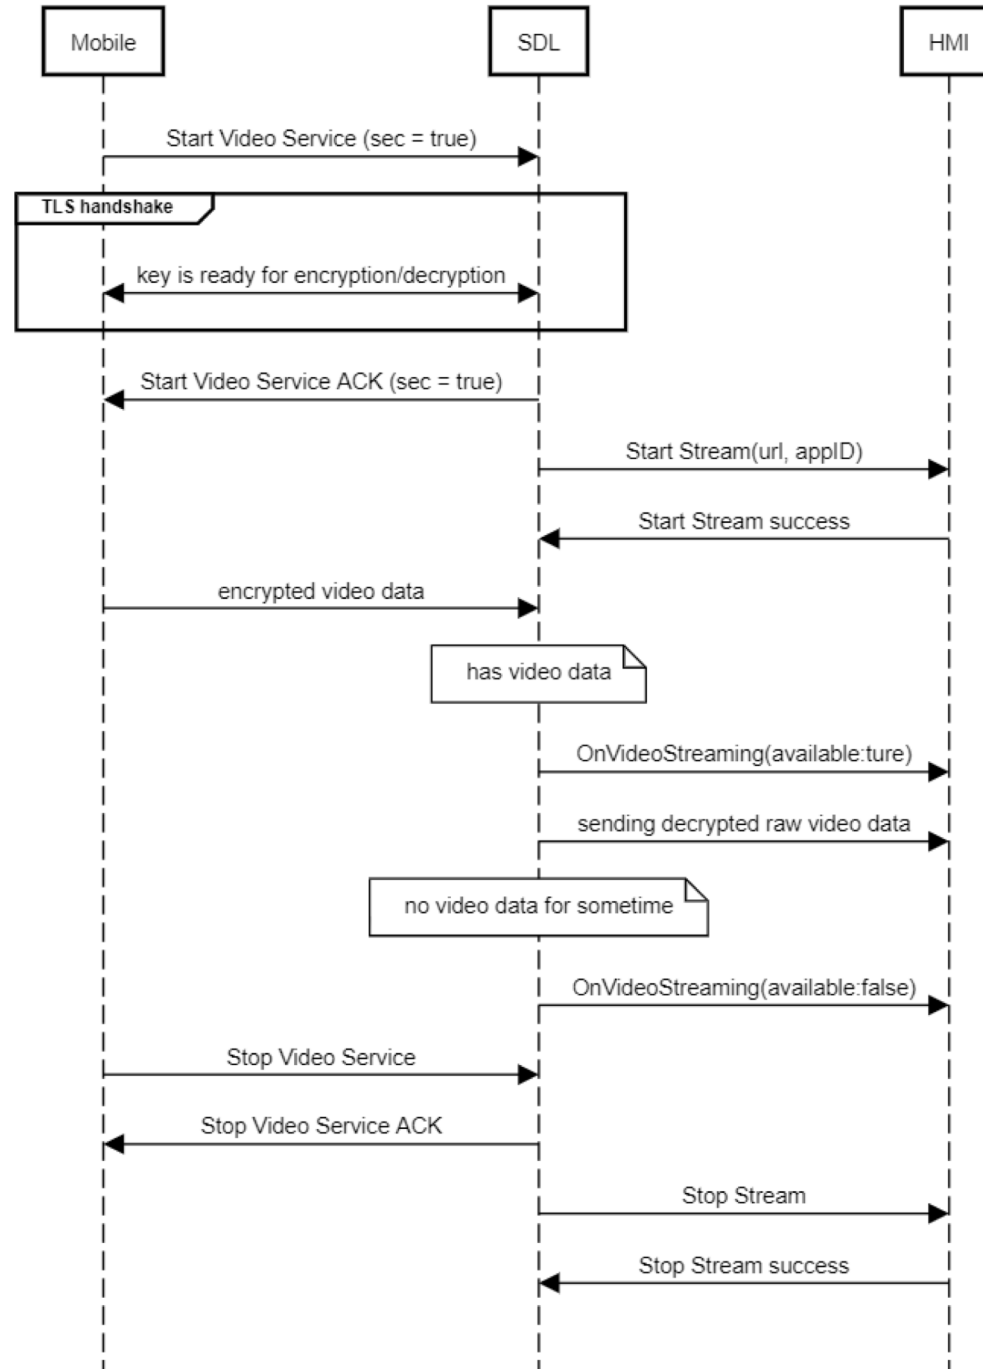 Mobile
SDL
HMI
Start Video Service (sec = true)
TLS handshake
key is ready for encryption/decryption
Start Video Service ACK (sec = true)
Start Stream(url, appID)
Start Stream success
encrypted video data
has video data
OnVideoStreaming(available:ture)
sending decrypted raw video data
no video data for sometime
OnVideoStreaming(available:false)
Stop Video Service
Stop Video Service ACK
Stop Stream
Stop Stream success